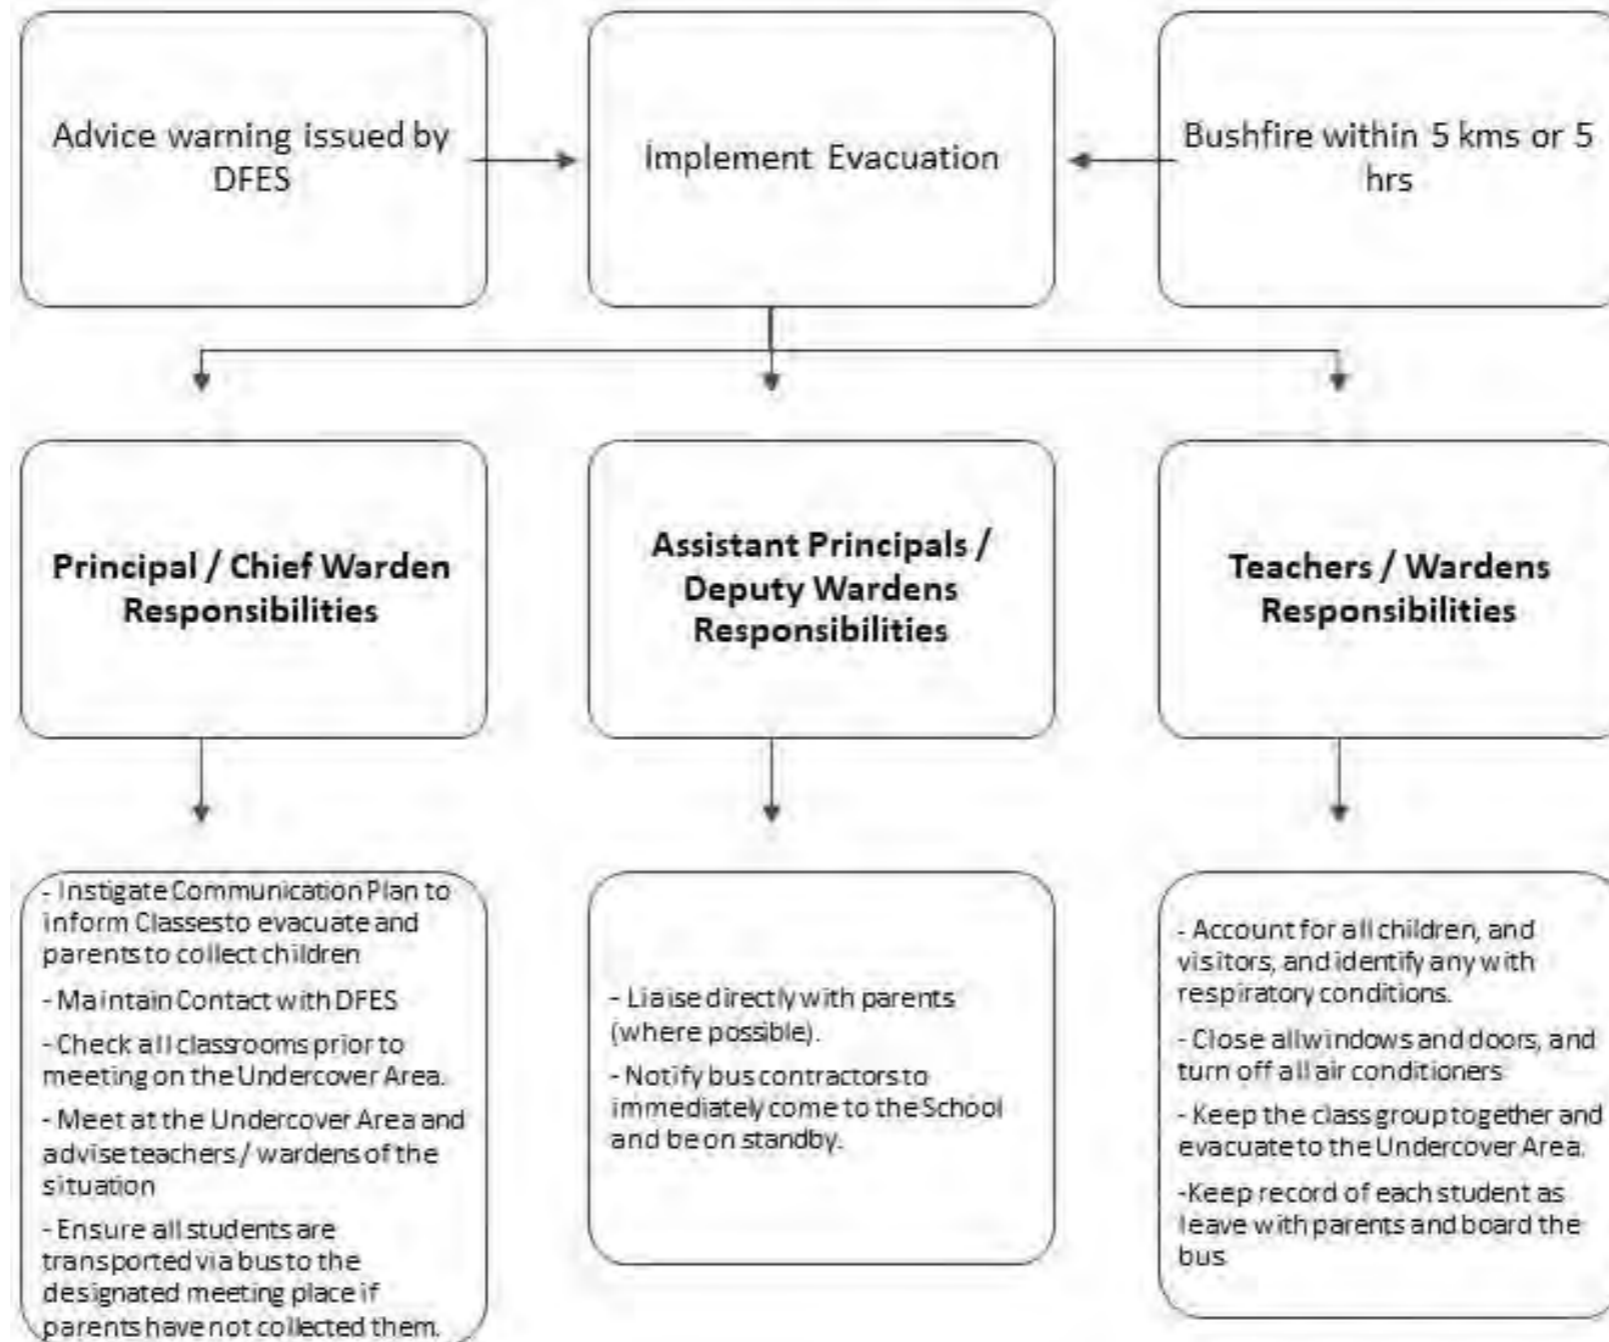 Advice warning issued by
DFES
Implement Evacuation
Bushfire within 5 kms or 5
hrs
Principal / Chief Warden
Responsibilities
Assistant Principals /
Deputy Wardens
Responsibilities
Teachers / Wardens
Responsibilities
- Instigate Communication Plan to
inform Classesto evacuate and
parents to collect children
- Maintain Contact with DFES
- Check all classrooms prior to
meeting on the Undercover Area.
- Meet at the Undercover Area and
advise teachers / wardens of the
situation
- Ensure all students are
transported via bus to the
designated meeting place if
parents have not collected them.
- Liaise directly with parents
(where possible).
- Notify bus contractors to
immediately come to the School
and be on standby.
- Account for all children, and
visitors, and identify any with
respiratory conditions.
- Close all windows and doors, and
turn off all air conditioners
- Keep the class group together and
evacuate to the Undercover Area.
-Keep record of each student as
leave with parents and board the
bus